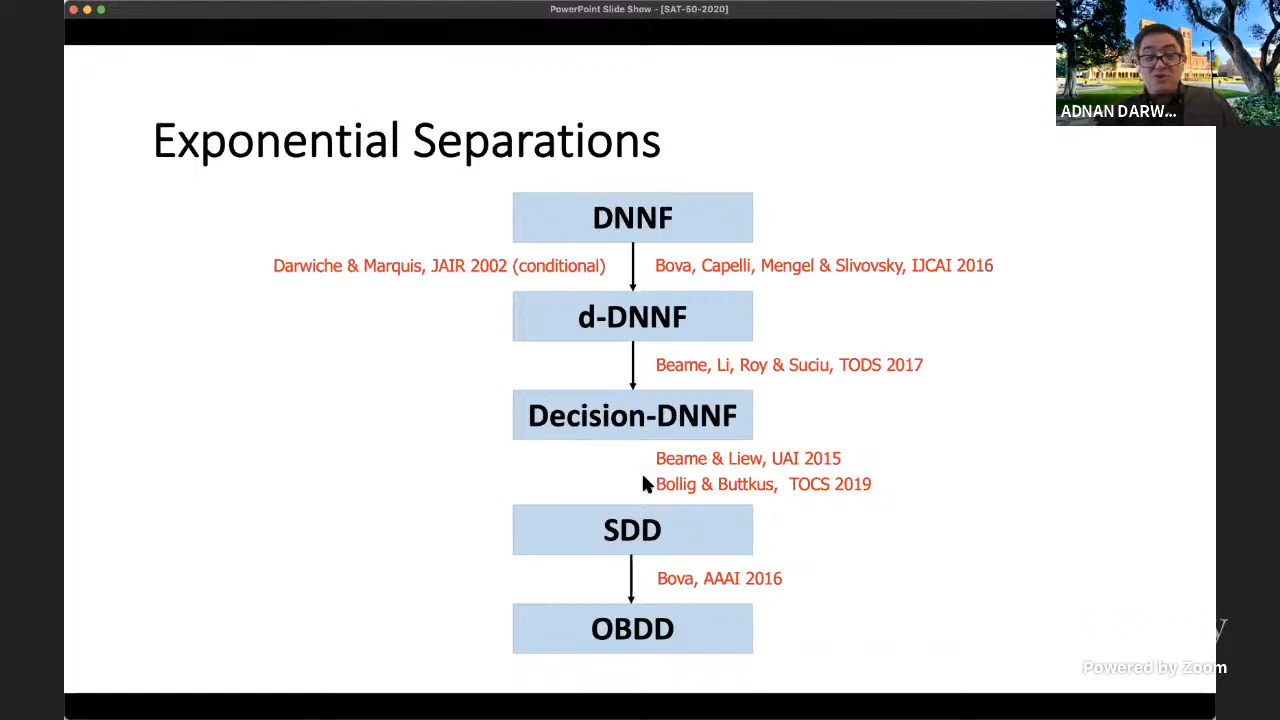 PowerPoint Slide Show - [SAT-50-2020]
ADNAN DARW...
Exponential Separations
DNNF
Darwiche & Marquis, JAIR 2002 (conditional)
Bova, Capelli, Mengel & Slivovsky, IJCAI 2016
d-DNNF
Beame, Li, Roy & Suciu, TODS 2017
Decision-DNNF
Beame & Liew, UAI 2015
Bollig & Buttkus, TOCS 2019
SDD
Bova, AAAI 2016
OBDD
Powered by Zoom